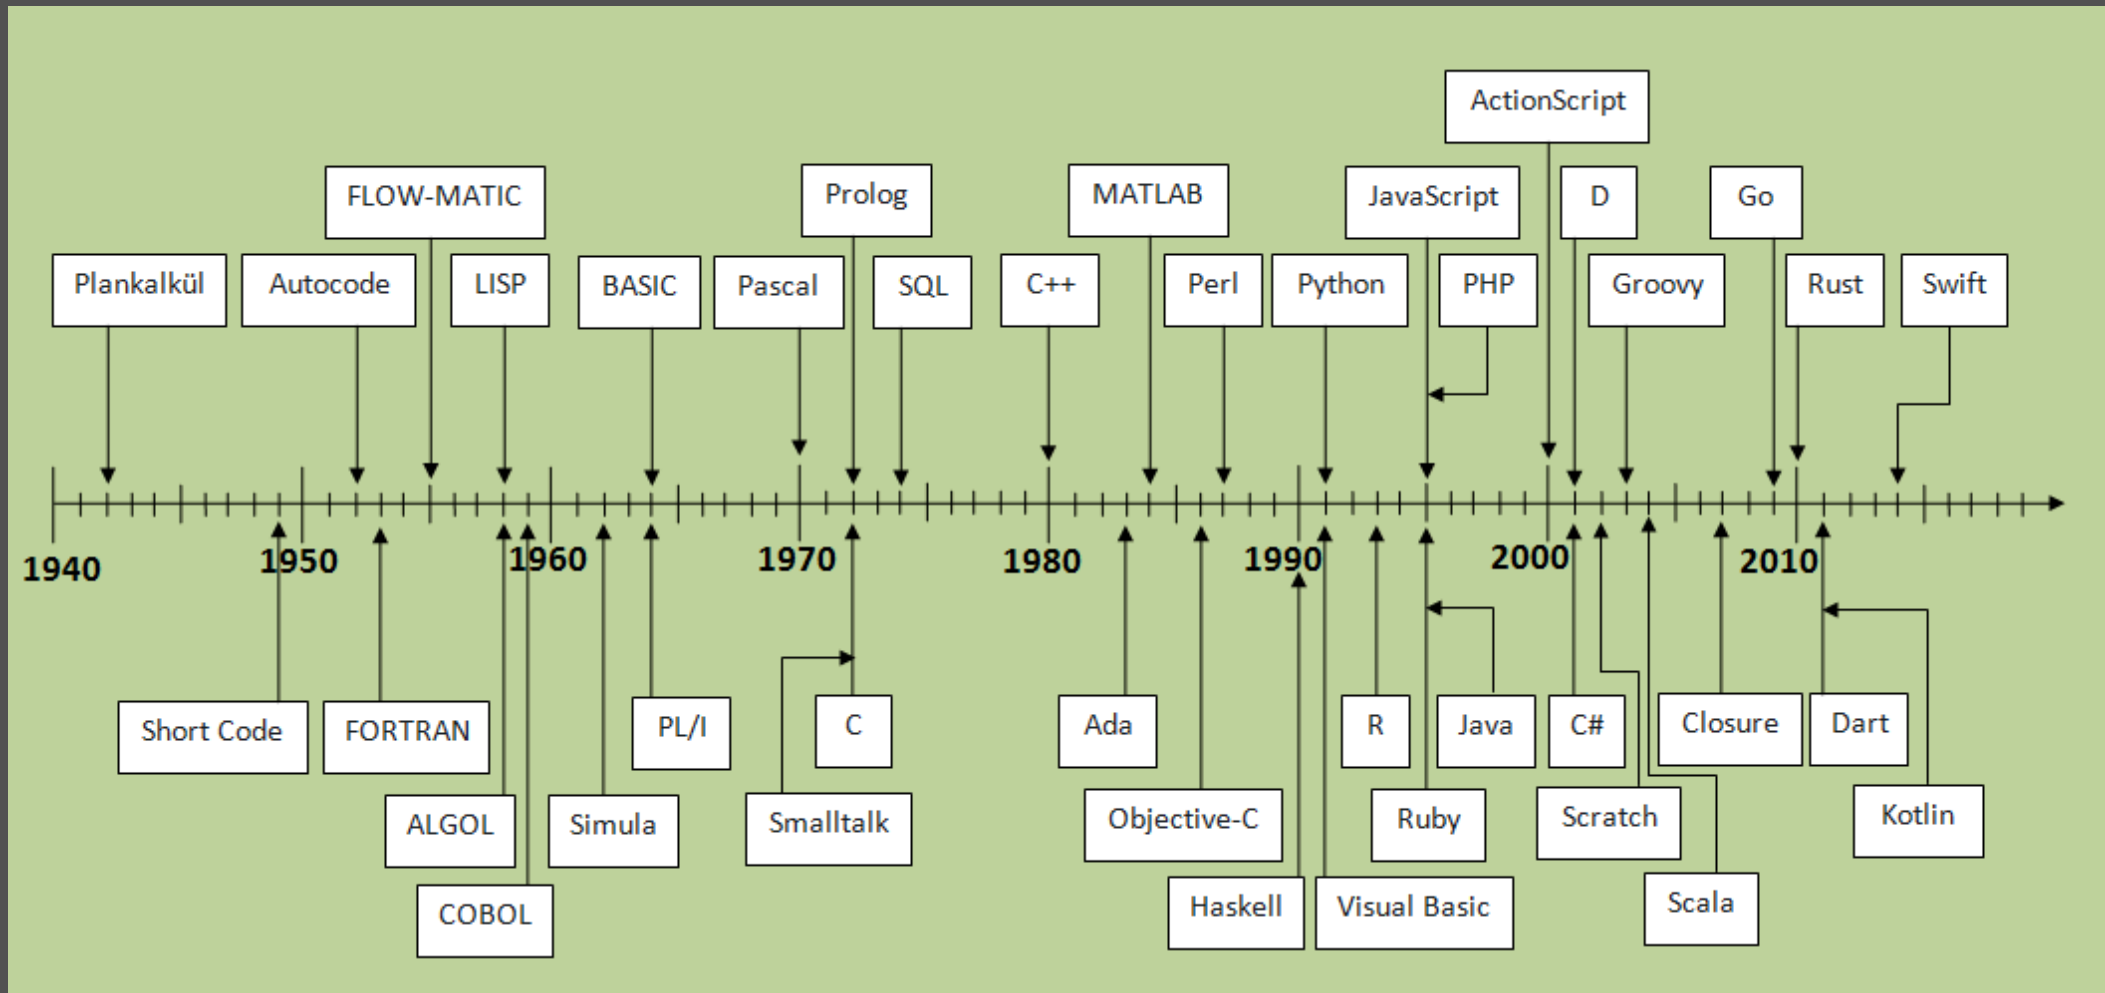 ActionScript
FLOW-MATIC
Prolog
MATLAB
JavaScript
D
Go
Plankalkül
Autocode
LISP
BASIC
Pascal
SQL
C++
Perl
Python
PHP
Groovy
Rust
Swift
1940
1950
1960
1970
1980
1990
2000
2010
Short Code
FORTRAN
PL/I
C
Ada
R
Java
C#
Closure
Dart
ALGOL
Simula
Smalltalk
Objective-C
Ruby
Scratch
Kotlin
COBOL
Haskell
Visual Basic
Scala